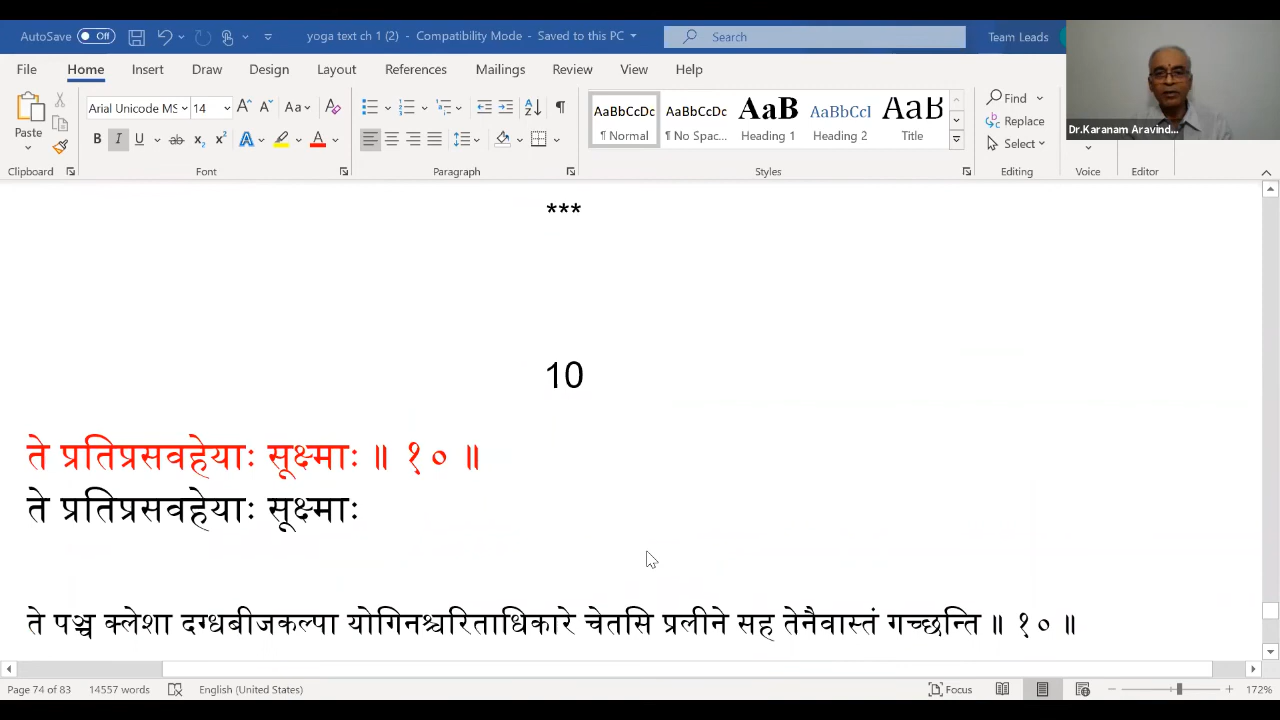 AutoSave Off yoga text ch 1 (2) - Compatibility Mode - Saved to this PC Search Team Leads
File Home Insert Draw Design Layout References Mailings Review View Help
Paste Arial Unicode MS 14 Aa AaBbCcDc AaBbCcDc AaB AaBbCcI AaB Find
¶ Normal ¶ No Spac... Heading 1 Heading 2 Title Replace
B I U ab x₂ x² A A Select
Clipboard Font Paragraph Styles Editing Voice Editor
Dr.Karanam Aravind...
***
10
ते प्रतिप्रसवहेयाः सूक्ष्माः ॥ १० ॥
ते प्रतिप्रसवहेयाः सूक्ष्माः
ते पञ्च क्लेशा दग्धबीजकल्पा योगिनश्चरिताधिकारे चेतसि प्रलीने सह तेनैवास्तं गच्छन्ति ॥ १० ॥
Page 74 of 83 14557 words English (United States) Focus 172%